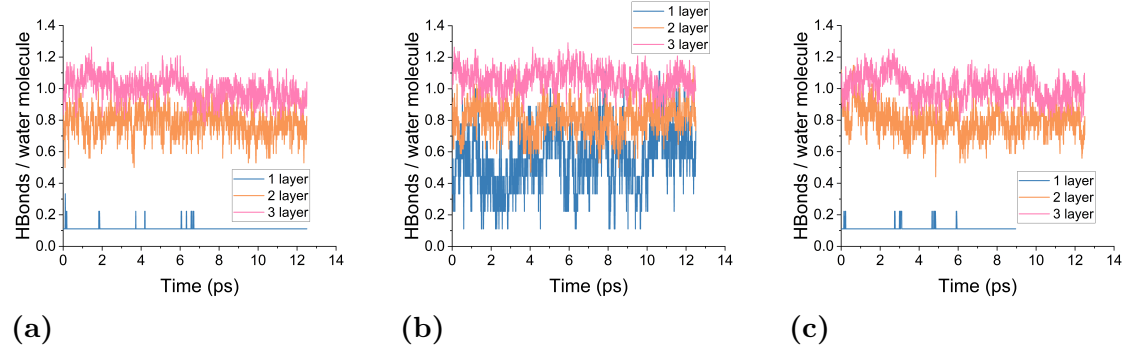 HBonds / water molecule
1.4
1.2
1.0
0.8
0.6
0.4
0.2
0.0
1 layer
2 layer
3 layer
0 2 4 6 8 10 12 14
Time (ps)
(a)
HBonds / water molecule
1.4
1.2
1.0
0.8
0.6
0.4
0.2
0.0
1 layer
2 layer
3 layer
0 2 4 6 8 10 12 14
Time (ps)
(b)
HBonds / water molecule
1.4
1.2
1.0
0.8
0.6
0.4
0.2
0.0
1 layer
2 layer
3 layer
0 2 4 6 8 10 12 14
Time (ps)
(c)